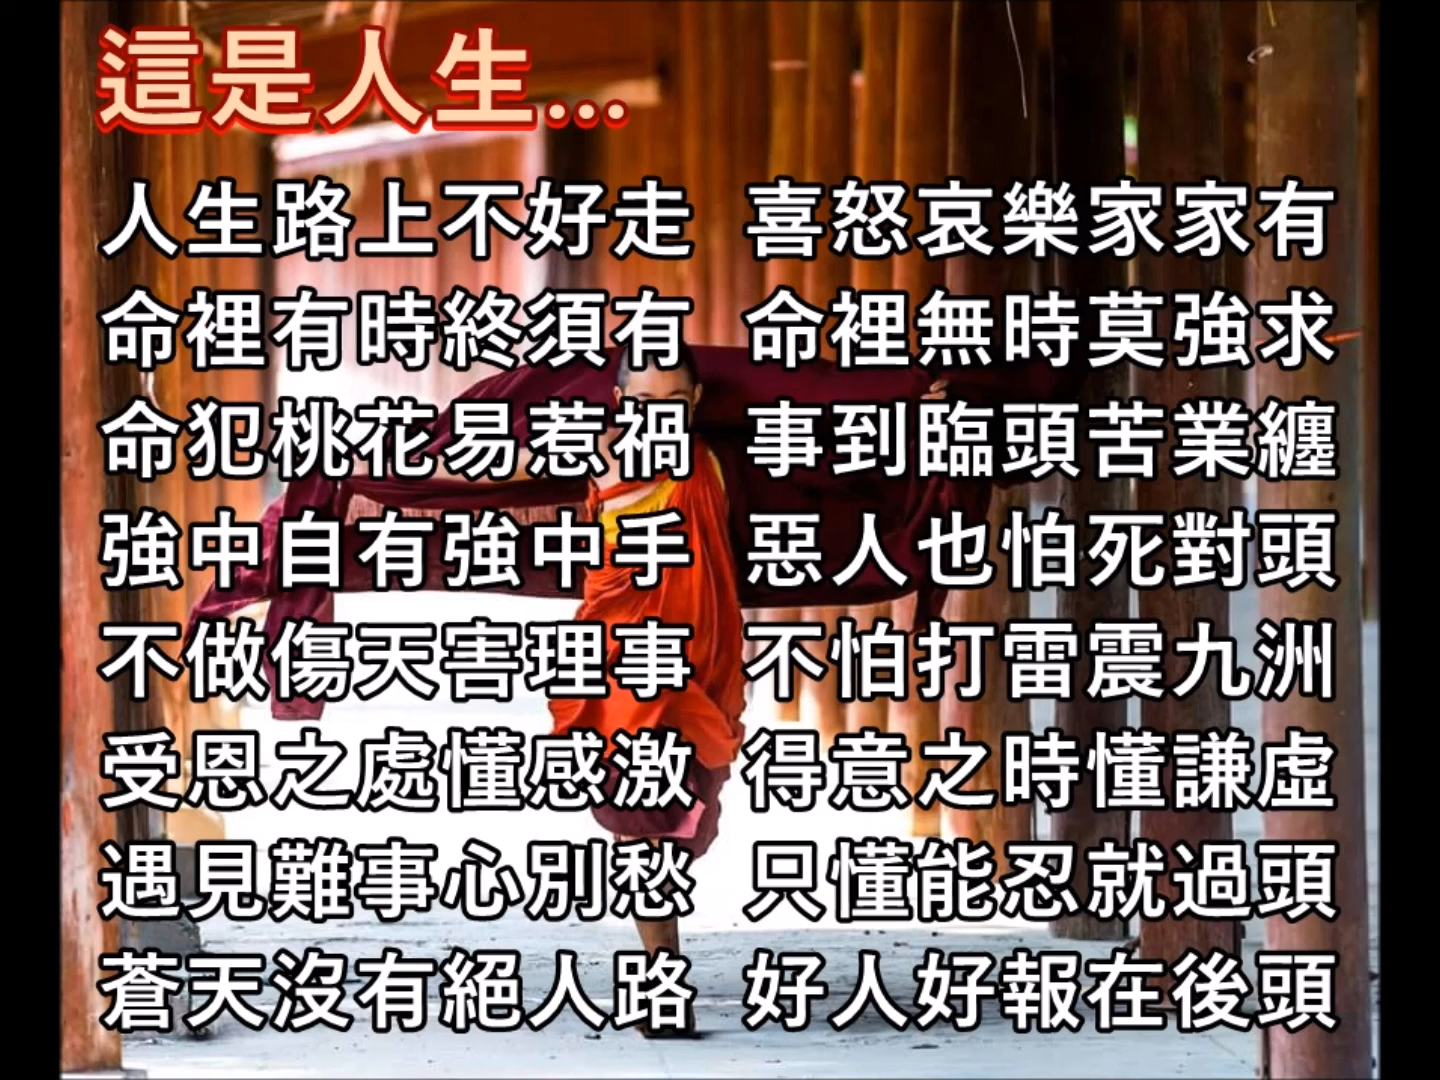 這是人生...
人生路上不好走 喜怒哀樂家家有
命裡有時終須有 命裡無時莫強求
命犯桃花易惹禍 事到臨頭苦業纏
強中自有強中手 惡人也怕死對頭
不做傷天害理事 不怕打雷震九洲
受恩之處懂感激 得意之時懂謙虛
遇見難事心別愁 只懂能忍就過頭
蒼天沒有絕人路 好人好報在後頭